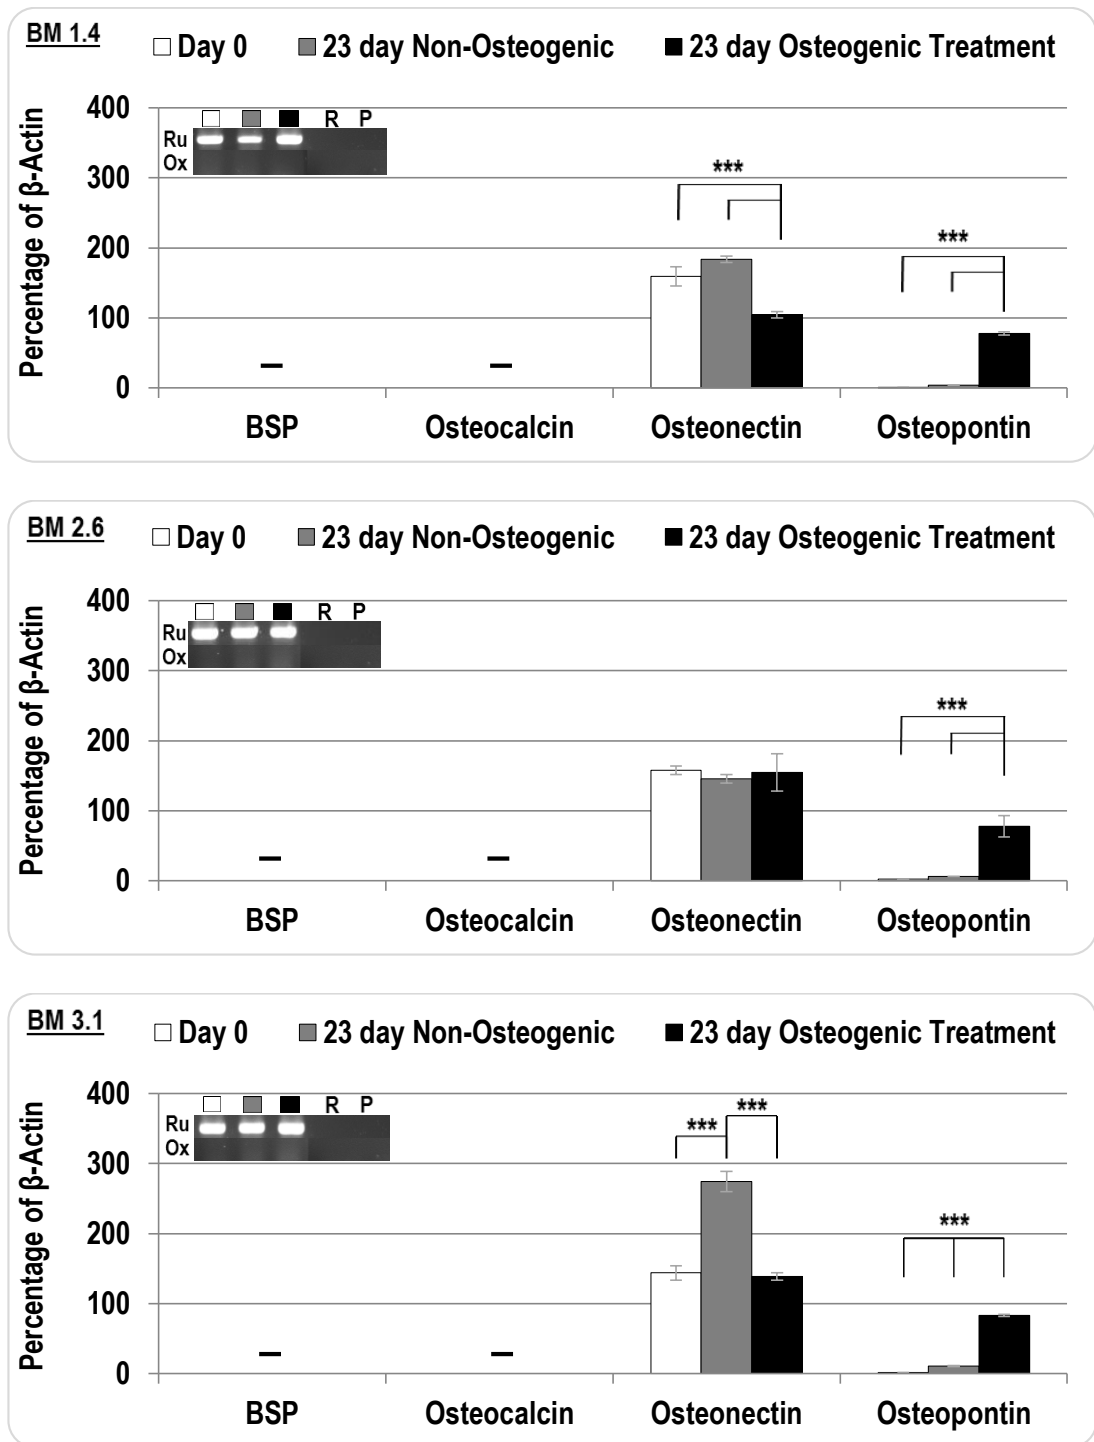 BM 1.4
Day 0 23 day Non-Osteogenic 23 day Osteogenic Treatment
Percentage of β-Actin
400
300
200
100
0
R P
Ru
Ox
***
***
BSP Osteocalcin Osteonectin Osteopontin
BM 2.6
Day 0 23 day Non-Osteogenic 23 day Osteogenic Treatment
Percentage of β-Actin
400
300
200
100
0
R P
Ru
Ox
***
BSP Osteocalcin Osteonectin Osteopontin
BM 3.1
Day 0 23 day Non-Osteogenic 23 day Osteogenic Treatment
Percentage of β-Actin
400
300
200
100
0
R P
Ru
Ox
*** ***
***
BSP Osteocalcin Osteonectin Osteopontin